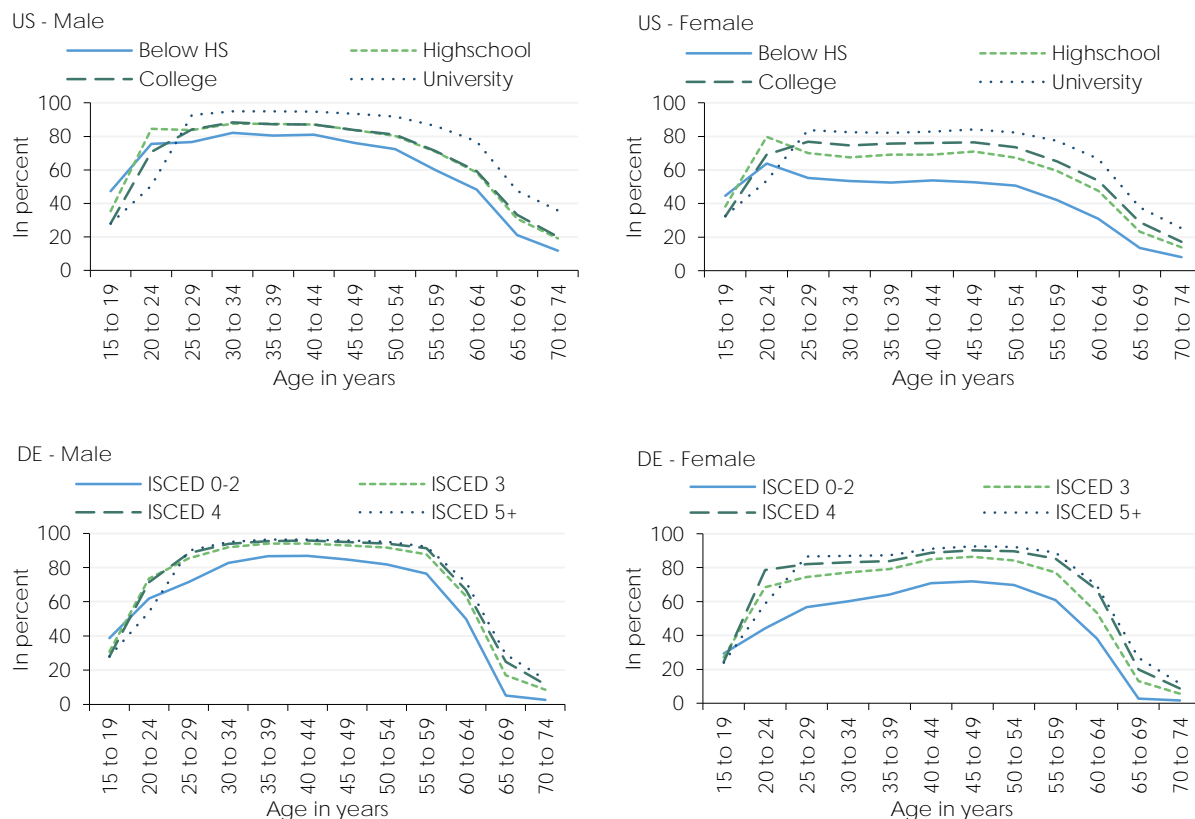 US - Male
Below HS
Highschool
College
University
In percent
100
80
60
40
20
0
15 to 19
20 to 24
25 to 29
30 to 34
35 to 39
40 to 44
45 to 49
50 to 54
55 to 59
60 to 64
65 to 69
70 to 74
Age in years
US - Female
Below HS
Highschool
College
University
In percent
100
80
60
40
20
0
15 to 19
20 to 24
25 to 29
30 to 34
35 to 39
40 to 44
45 to 49
50 to 54
55 to 59
60 to 64
65 to 69
70 to 74
Age in years
DE - Male
ISCED 0-2
ISCED 3
ISCED 4
ISCED 5+
In percent
100
80
60
40
20
0
15 to 19
20 to 24
25 to 29
30 to 34
35 to 39
40 to 44
45 to 49
50 to 54
55 to 59
60 to 64
65 to 69
70 to 74
Age in years
DE - Female
ISCED 0-2
ISCED 3
ISCED 4
ISCED 5+
In percent
100
80
60
40
20
0
15 to 19
20 to 24
25 to 29
30 to 34
35 to 39
40 to 44
45 to 49
50 to 54
55 to 59
60 to 64
65 to 69
70 to 74
Age in years